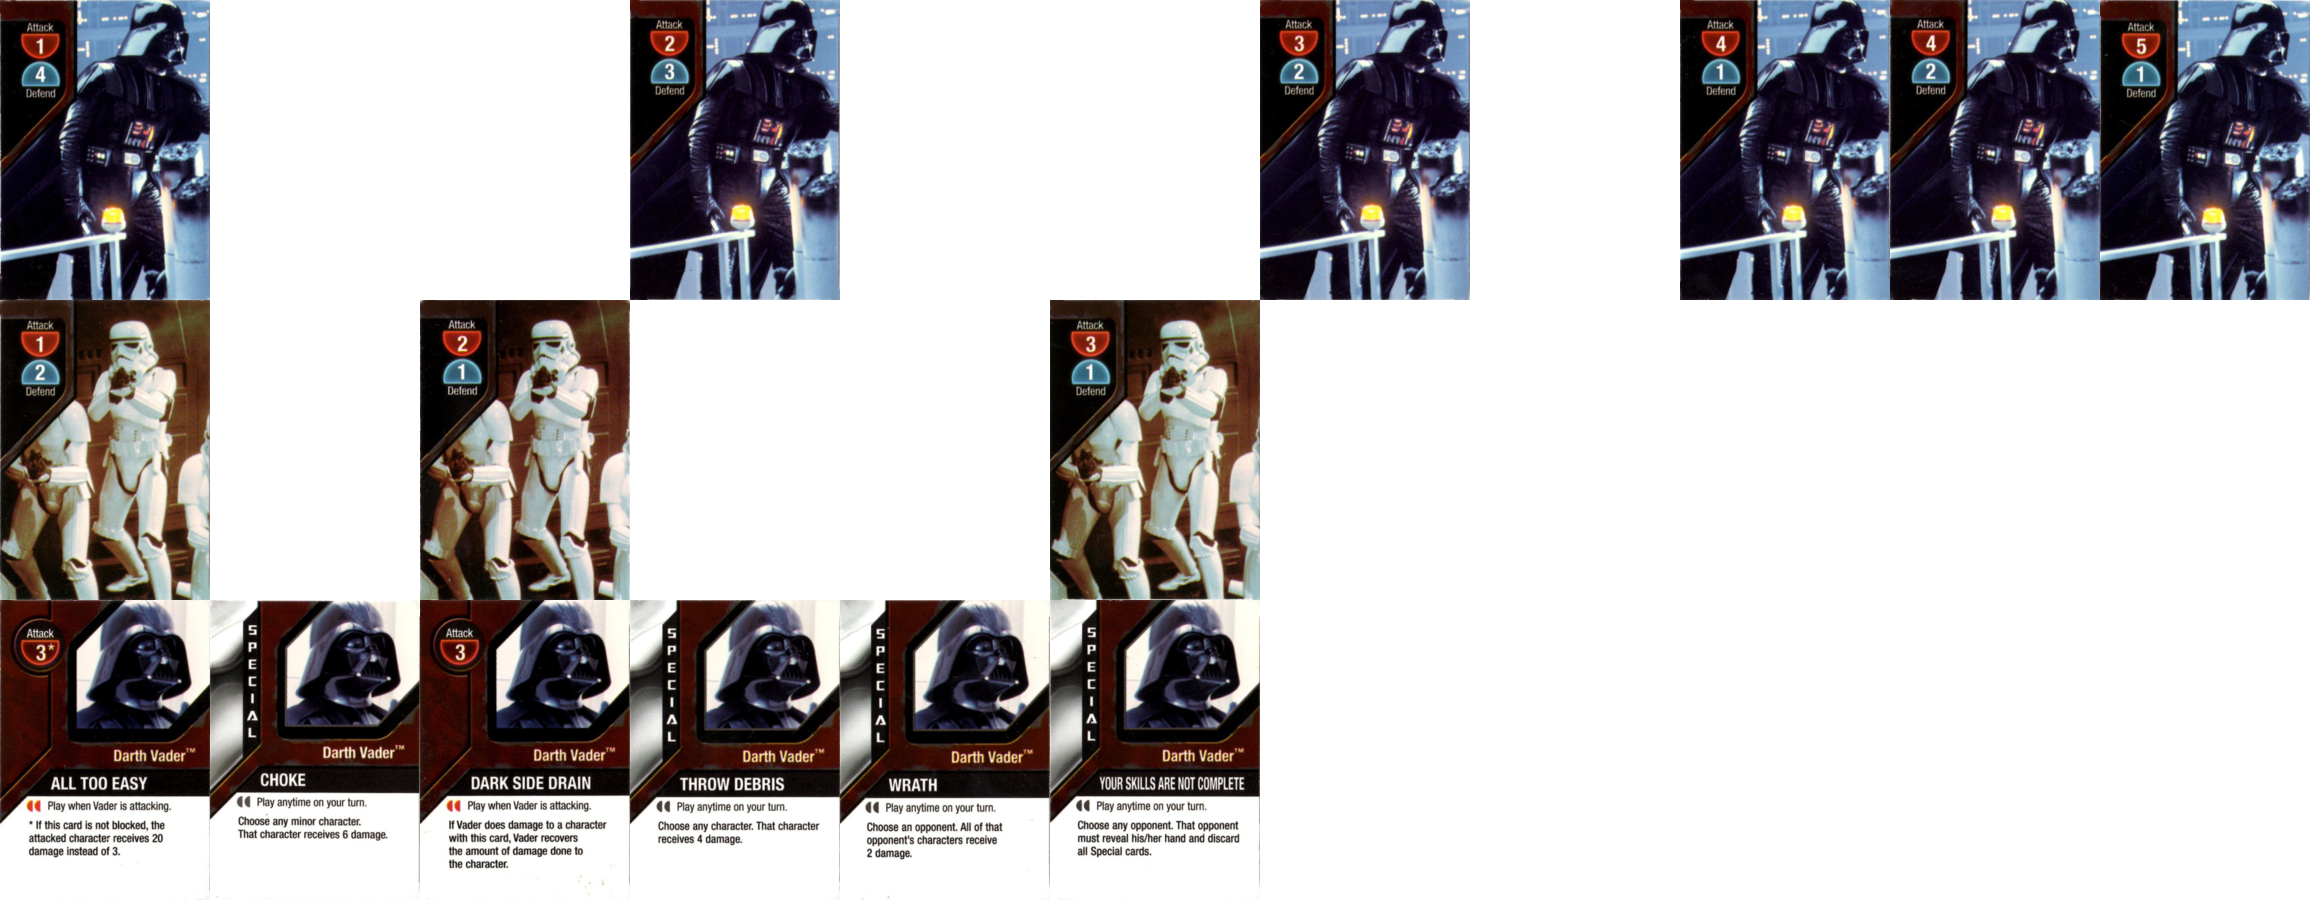 Attack
1
4
Defend
Attack
2
3
Defend
Attack
3
2
Defend
Attack
4
1
Defend
Attack
4
2
Defend
Attack
5
1
Defend
Attack
1
2
Defend
Attack
2
1
Defend
Attack
3
1
Defend
Attack
3*
Darth Vader™
ALL TOO EASY
Play when Vader is attacking.
* If this card is not blocked, the
attacked character receives 20
damage instead of 3.
SPECIAL
Darth Vader™
CHOKE
Play anytime on your turn.
Choose any minor character.
That character receives 6 damage.
Attack
3
Darth Vader™
DARK SIDE DRAIN
Play when Vader is attacking.
If Vader does damage to a character
with this card, Vader recovers
the amount of damage done to
the character.
SPECIAL
Darth Vader™
THROW DEBRIS
Play anytime on your turn.
Choose any character. That character
receives 4 damage.
SPECIAL
Darth Vader™
WRATH
Play anytime on your turn.
Choose an opponent. All of that
opponent's characters receive
2 damage.
SPECIAL
Darth Vader™
YOUR SKILLS ARE NOT COMPLETE
Play anytime on your turn.
Choose any opponent. That opponent
must reveal his/her hand and discard
all Special cards.